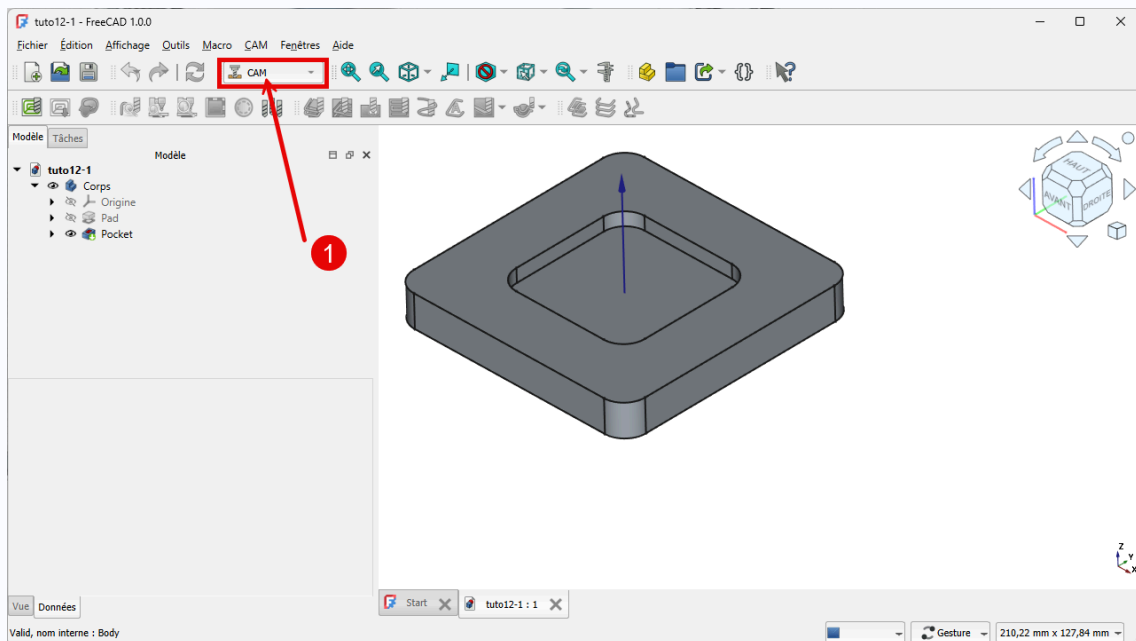 tuto12-1 - FreeCAD 1.0.0
Fichier Édition Affichage Outils Macro CAM Fenêtres Aide
CAM
Modèle Tâches
Modèle
tuto12-1
Corps
Origine
Pad
Pocket
1
HAUT
AVANT
DROITE
Z
Y
X
Vue Données
Start tuto12-1 : 1
Valid, nom interne : Body
Gesture 210,22 mm x 127,84 mm